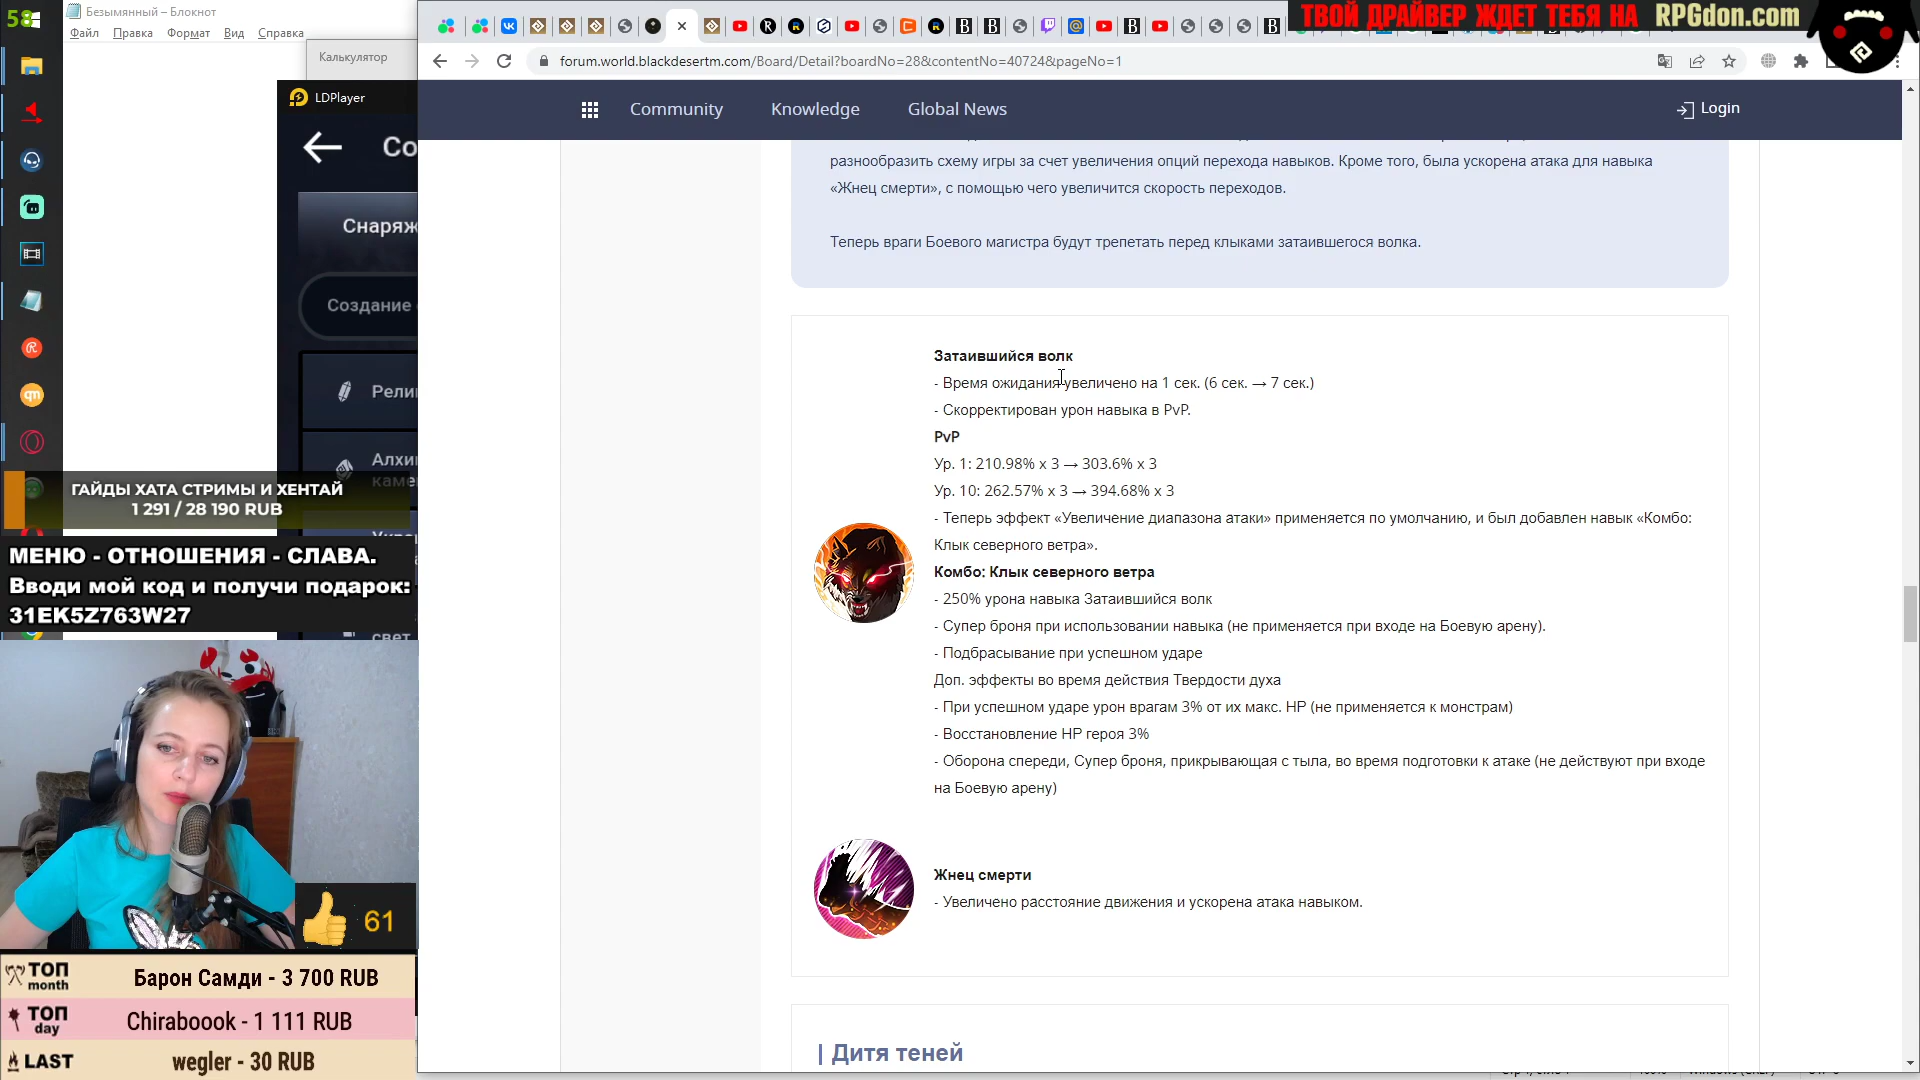 58
Безымянный – Блокнот
Файл Правка Формат Вид Справка
Калькулятор
LDPlayer
Со
Снаряж
Создание
Рели
Алхи
каме
свет
ГАЙДЫ ХАТА СТРИМЫ И ХЕНТАЙ
1 291 / 28 190 RUB
МЕНЮ - ОТНОШЕНИЯ - СЛАВА.
Вводи мой код и получи подарок:
31EK5Z763W27
61
ТОП month Барон Самди - 3 700 RUB
ТОП day Chiraboook - 1 111 RUB
LAST wegler - 30 RUB
ТВОЙ ДРАЙВЕР ЖДЕТ ТЕБЯ НА RPGdon.com
forum.world.blackdesertm.com/Board/Detail?boardNo=28&contentNo=40724&pageNo=1
Community Knowledge Global News Login
разнообразить схему игры за счет увеличения опций перехода навыков. Кроме того, была ускорена атака для навыка
«Жнец смерти», с помощью чего увеличится скорость переходов.
Теперь враги Боевого магистра будут трепетать перед клыками затаившегося волка.
Затаившийся волк
- Время ожидания увеличено на 1 сек. (6 сек. → 7 сек.)
- Скорректирован урон навыка в PvP.
PvP
Ур. 1: 210.98% x 3 → 303.6% x 3
Ур. 10: 262.57% x 3 → 394.68% x 3
- Теперь эффект «Увеличение диапазона атаки» применяется по умолчанию, и был добавлен навык «Комбо:
Клык северного ветра».
Комбо: Клык северного ветра
- 250% урона навыка Затаившийся волк
- Супер броня при использовании навыка (не применяется при входе на Боевую арену).
- Подбрасывание при успешном ударе
Доп. эффекты во время действия Твердости духа
- При успешном ударе урон врагам 3% от их макс. HP (не применяется к монстрам)
- Восстановление HP героя 3%
- Оборона спереди, Супер броня, прикрывающая с тыла, во время подготовки к атаке (не действуют при входе
на Боевую арену)
Жнец смерти
- Увеличено расстояние движения и ускорена атака навыком.
| Дитя теней